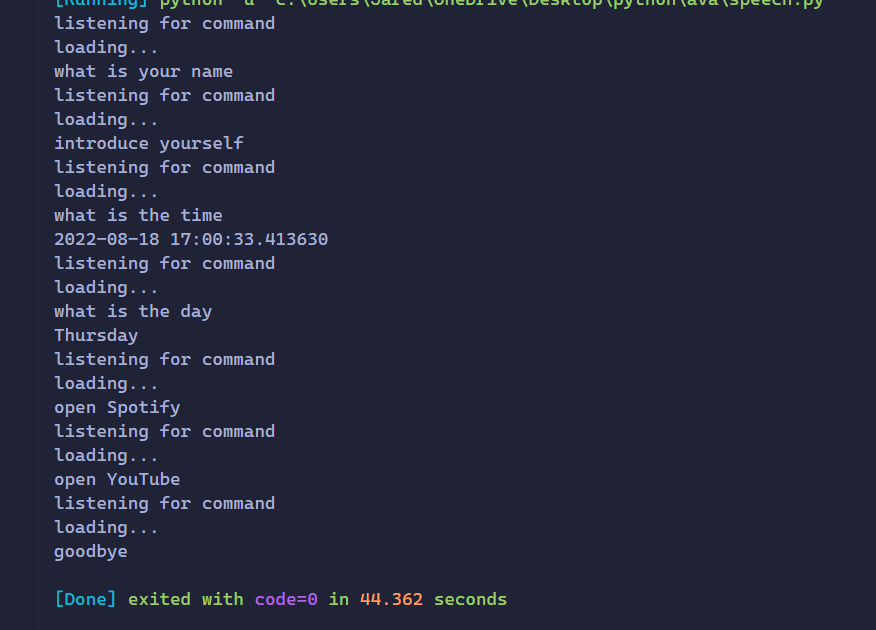 [Running] python -u "c:\Users\Jared\OneDrive\Desktop\python\ava\speech.py"
listening for command
loading...
what is your name
listening for command
loading...
introduce yourself
listening for command
loading...
what is the time
2022-08-18 17:00:33.413630
listening for command
loading...
what is the day
Thursday
listening for command
loading...
open Spotify
listening for command
loading...
open YouTube
listening for command
loading...
goodbye
[Done] exited with code=0 in 44.362 seconds